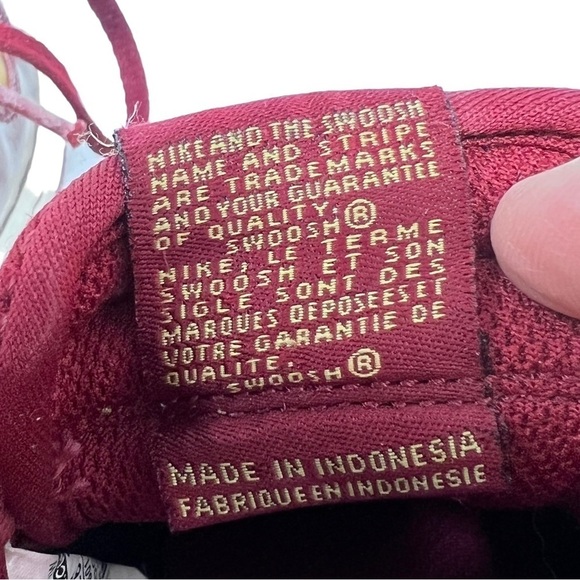 NIKE AND THE SWOOSH
NAME AND STRIPE
ARE TRADEMARKS
AND YOUR GUARANTEE
OF QUALITY.
SWOOSH®
NIKE, LE TERME
SWOOSH ET SON
SIGLE SONT DES
MARQUES DEPOSEES ET
VOTRE GARANTIE DE
QUALITE.
SWOOSH®
MADE IN INDONESIA
FABRIQUE EN INDONESIE